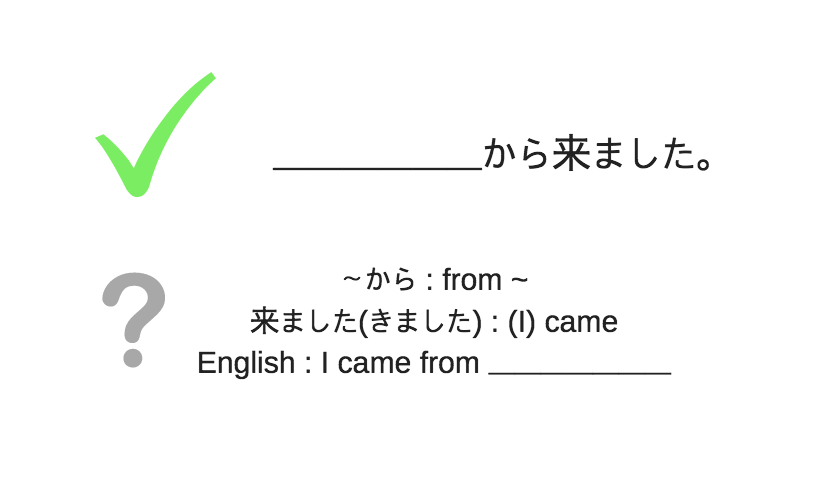 __________から来ました。
~から : from ~
来ました(きました) : (I) came
English : I came from ___________